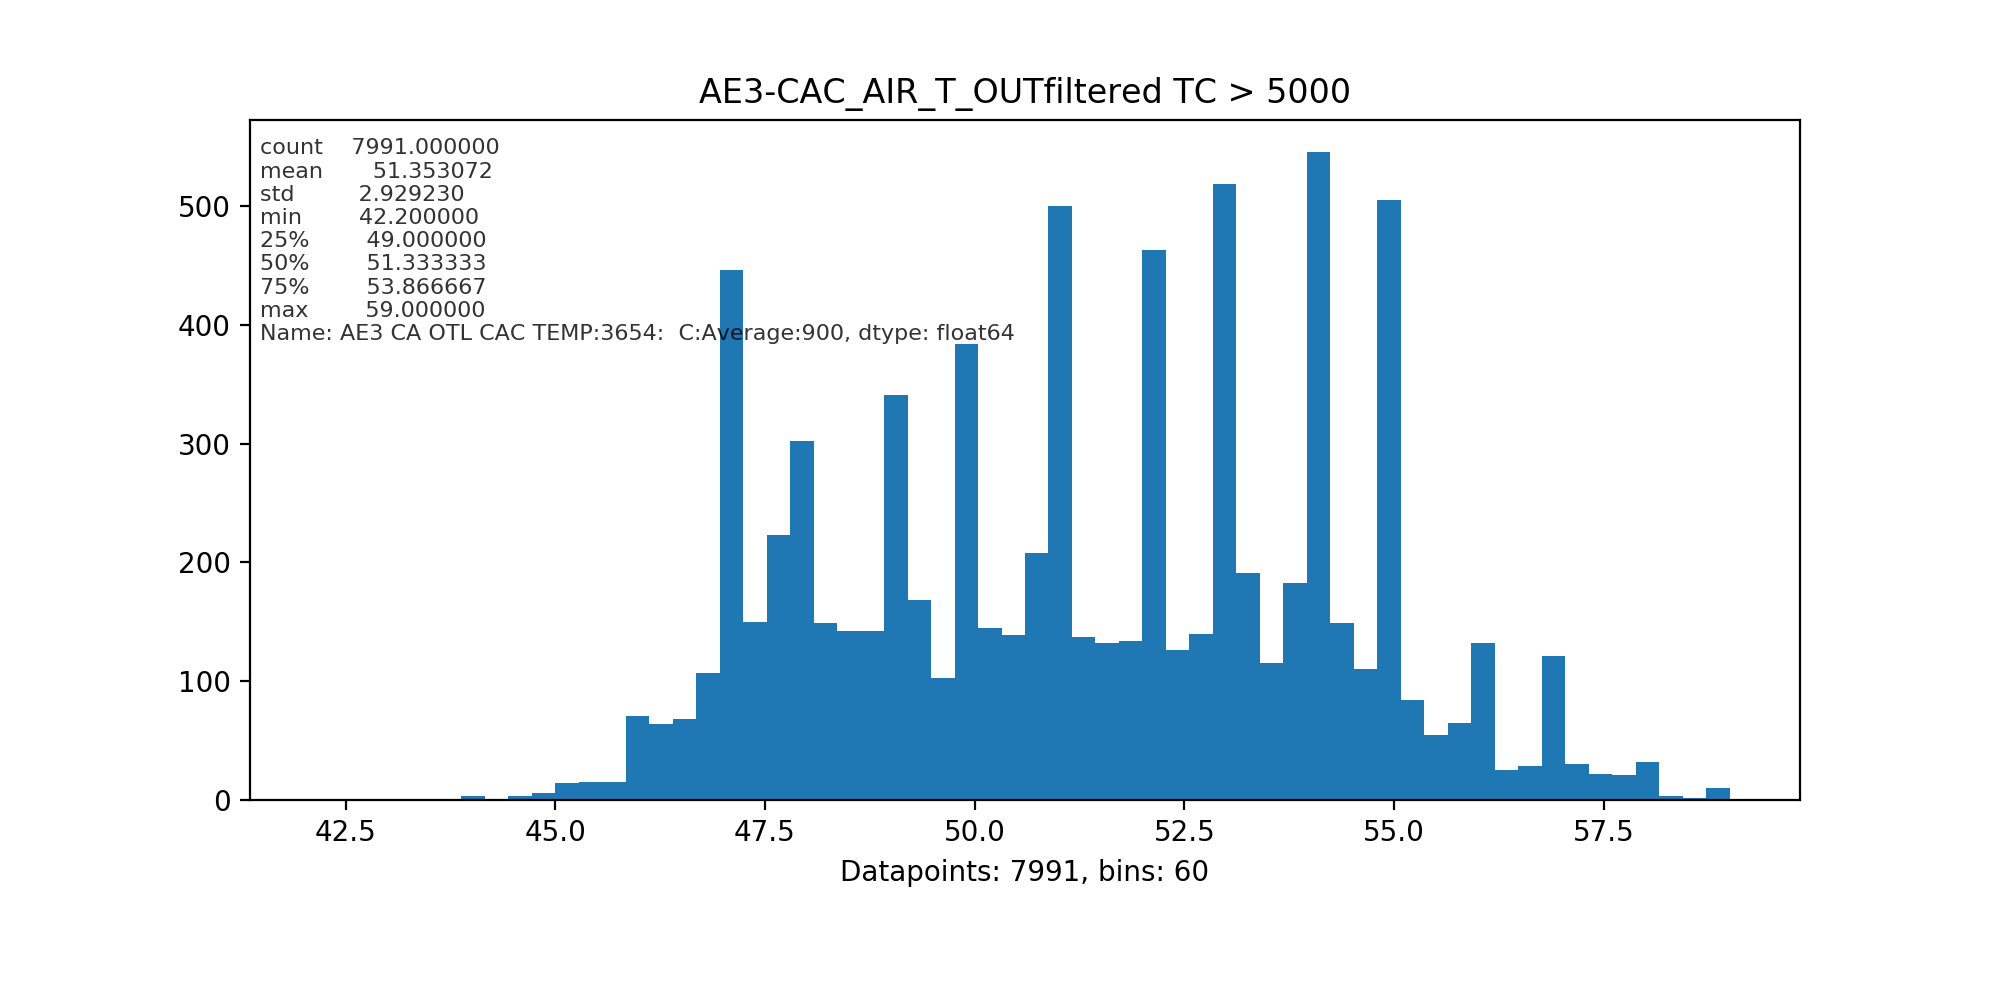 AE3-CAC_AIR_T_OUTfiltered TC > 5000
count 7991.000000
mean 51.353072
std 2.929230
min 42.200000
25% 49.000000
50% 51.333333
75% 53.866667
max 59.000000
Name: AE3 CA OTL CAC TEMP:3654: C:Average:900, dtype: float64
500
400
300
200
100
0
42.5 45.0 47.5 50.0 52.5 55.0 57.5
Datapoints: 7991, bins: 60